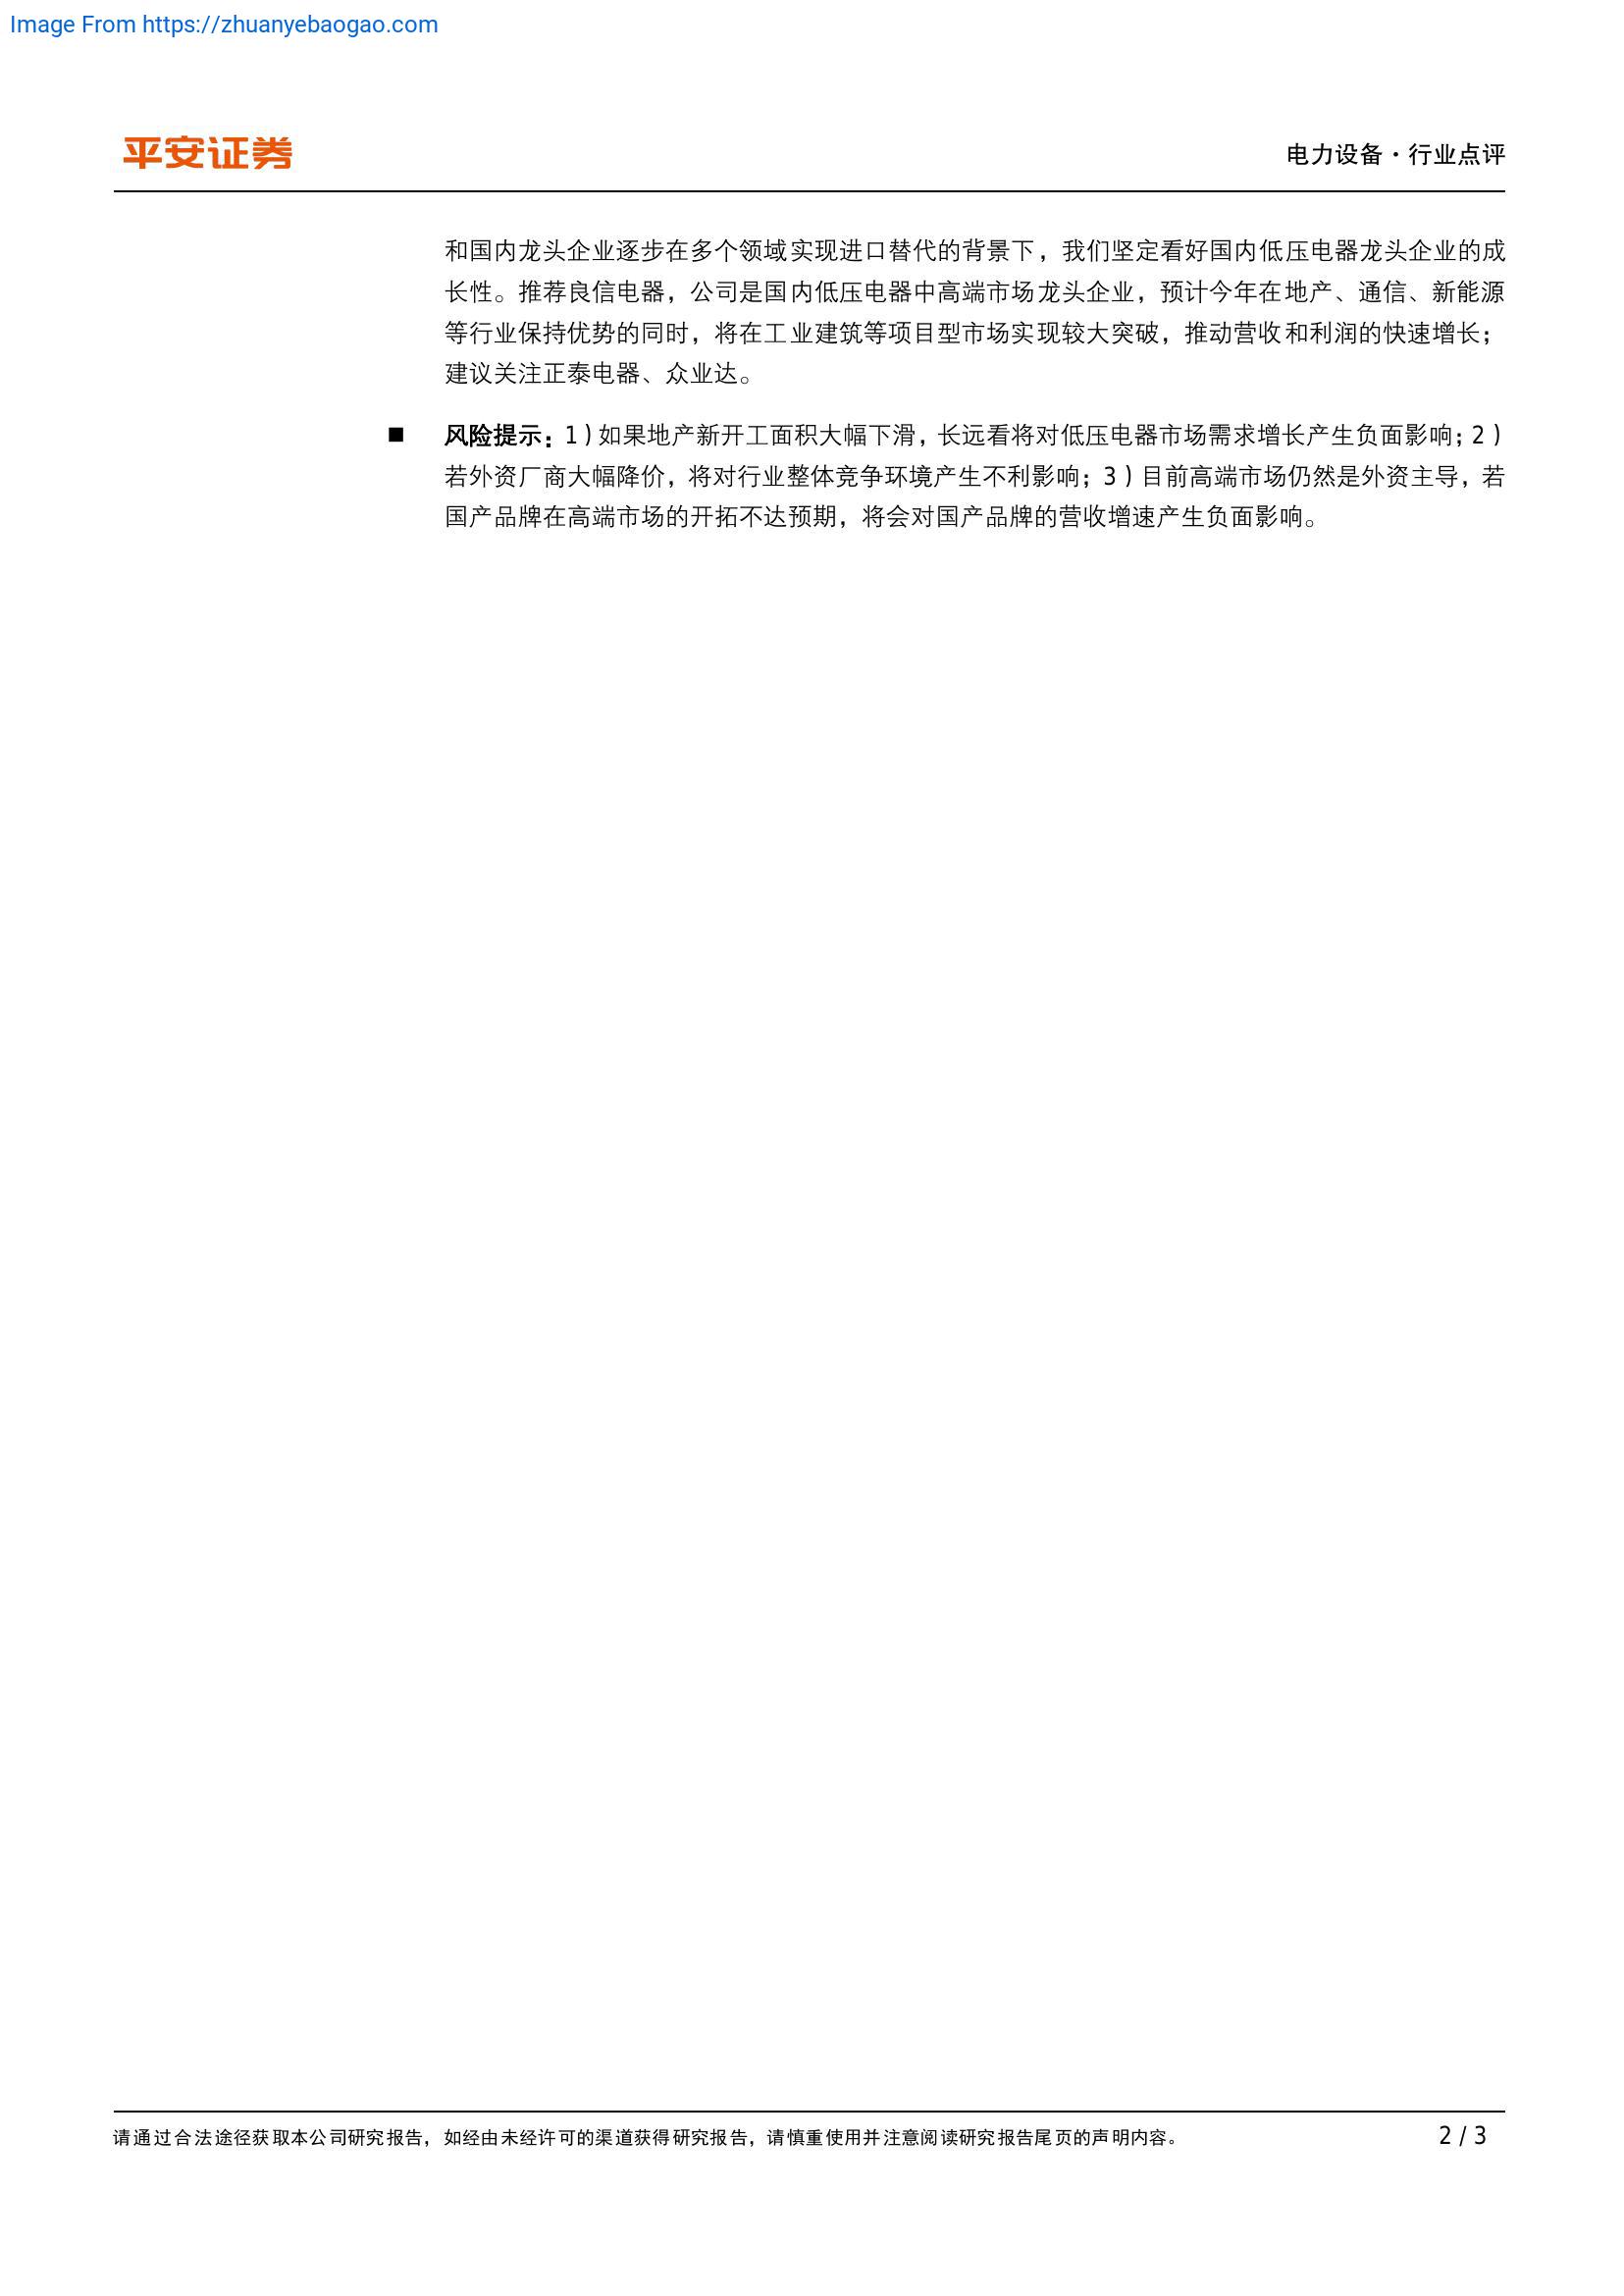 Image From https://zhuanyebaogao.com
平安证券
电力设备·行业点评
和国内龙头企业逐步在多个领域实现进口替代的背景下，我们坚定看好国内低压电器龙头企业的成
长性。推荐良信电器，公司是国内低压电器中高端市场龙头企业，预计今年在地产、通信、新能源
等行业保持优势的同时，将在工业建筑等项目型市场实现较大突破，推动营收和利润的快速增长；
建议关注正泰电器、众业达。
■ 风险提示：1）如果地产新开工面积大幅下滑，长远看将对低压电器市场需求增长产生负面影响；2）
若外资厂商大幅降价，将对行业整体竞争环境产生不利影响；3）目前高端市场仍然是外资主导，若
国产品牌在高端市场的开拓不达预期，将会对国产品牌的营收增速产生负面影响。
请通过合法途径获取本公司研究报告，如经由未经许可的渠道获得研究报告，请慎重使用并注意阅读研究报告尾页的声明内容。
2 / 3